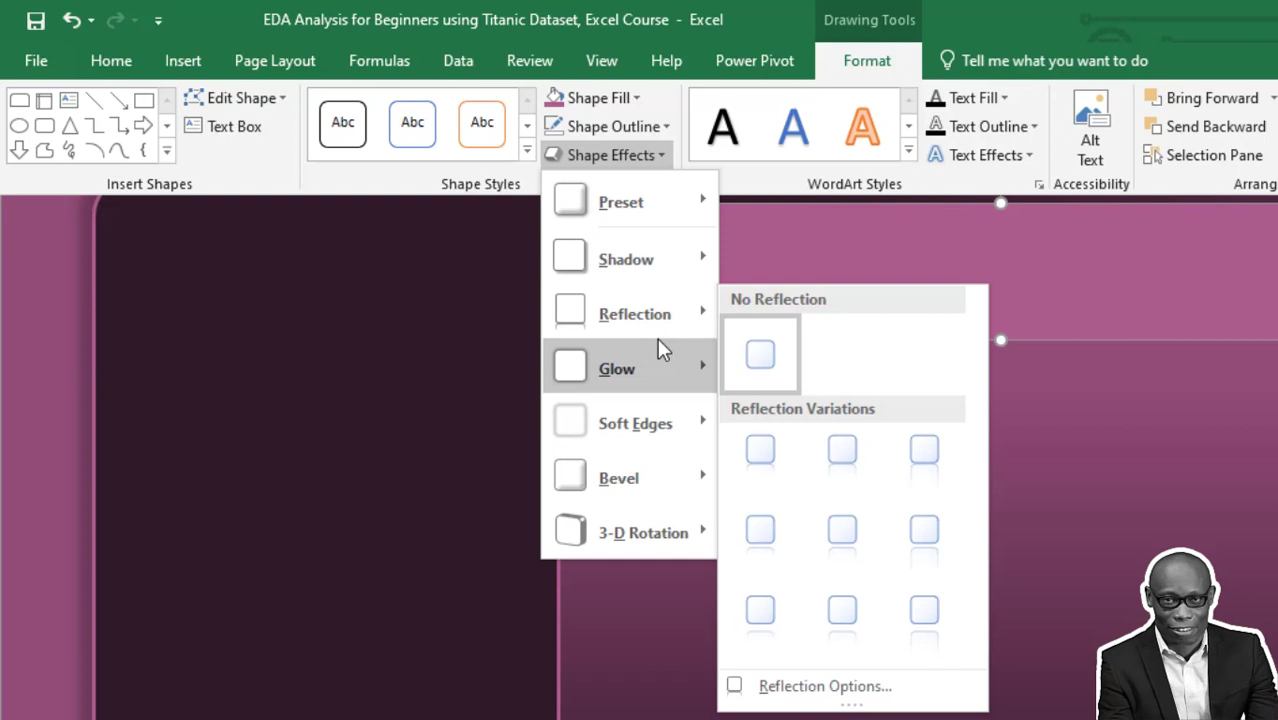 EDA Analysis for Beginners using Titanic Dataset, Excel Course - Excel
Drawing Tools
File Home Insert Page Layout Formulas Data Review View Help Power Pivot Format Tell me what you want to do
Edit Shape
Text Box
Insert Shapes
Abc Abc Abc
Shape Fill
Shape Outline
Shape Effects
Shape Styles
A A A
Text Fill
Text Outline
Text Effects
WordArt Styles
Alt
Text
Accessibility
Bring Forward
Send Backward
Selection Pane
Arrang
Preset
Shadow
Reflection
Glow
Soft Edges
Bevel
3-D Rotation
No Reflection
Reflection Variations
Reflection Options...